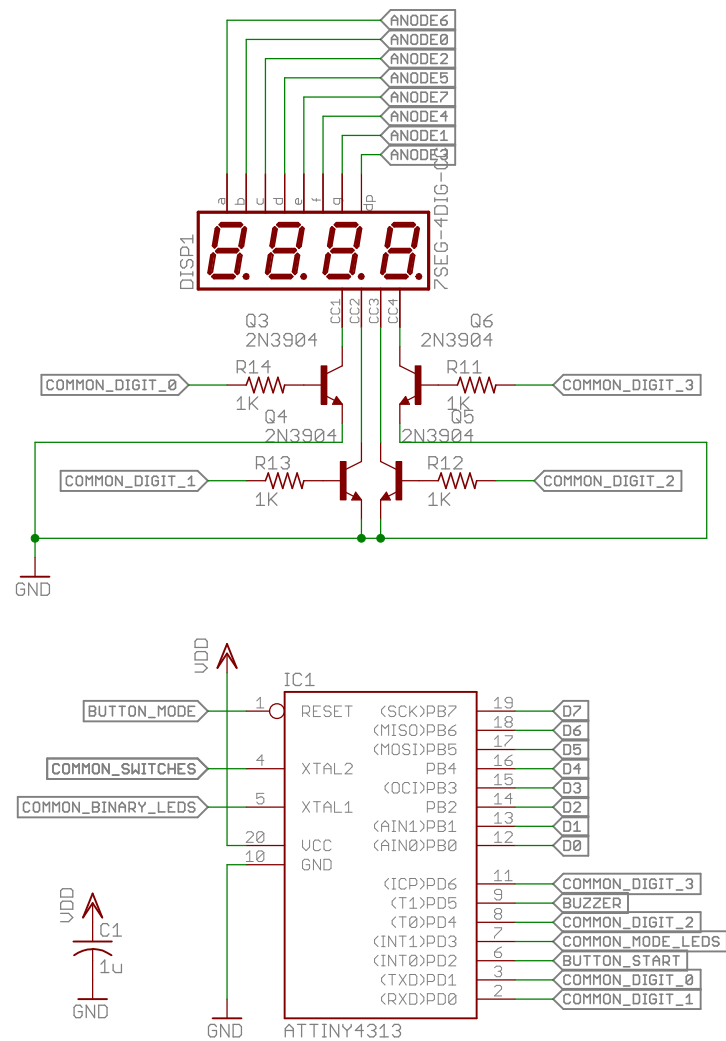 ANODE6
ANODE0
ANODE2
ANODE5
ANODE7
ANODE4
ANODE1
ANODE3
a b c d e f g dp
DISP1
8.8.8.8.
7SEG-4DIG-CC
CC1 CC2 CC3 CC4
Q3
2N3904
Q6
2N3904
COMMON_DIGIT_0
R14
1K
R11
1K
COMMON_DIGIT_3
Q4
2N3904
Q5
2N3904
COMMON_DIGIT_1
R13
1K
R12
1K
COMMON_DIGIT_2
GND
VDD
IC1
BUTTON_MODE
1 RESET
(SCK)PB7 19 D7
(MISO)PB6 18 D6
(MOSI)PB5 17 D5
COMMON_SWITCHES
4 XTAL2
PB4 16 D4
(OCI)PB3 15 D3
COMMON_BINARY_LEDS
5 XTAL1
PB2 14 D2
(AIN1)PB1 13 D1
20 VCC
(AIN0)PB0 12 D0
10 GND
(ICP)PD6 11 COMMON_DIGIT_3
(T1)PD5 9 BUZZER
(T0)PD4 8 COMMON_DIGIT_2
(INT1)PD3 7 COMMON_MODE_LEDS
(INT0)PD2 6 BUTTON_START
(TXD)PD1 3 COMMON_DIGIT_0
(RXD)PD0 2 COMMON_DIGIT_1
VDD
C1
1u
GND
GND
ATTINY4313